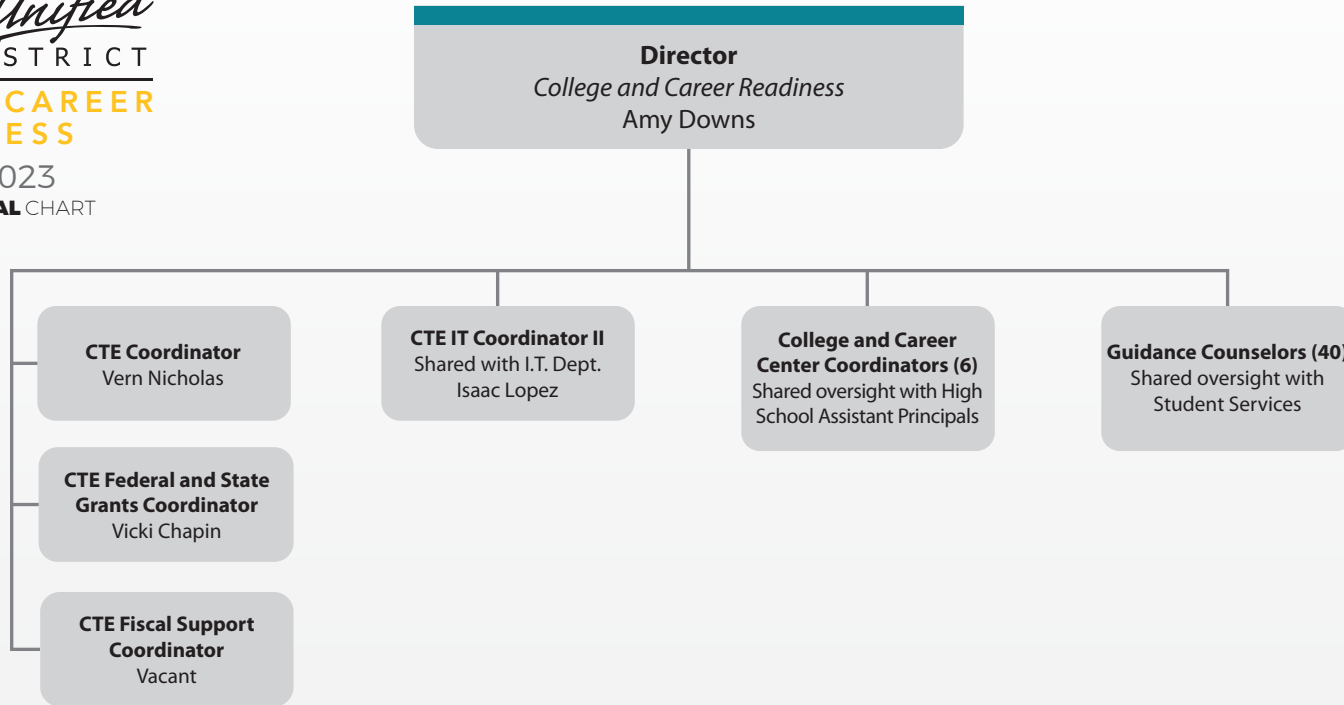 Unified
STRICT
CAREER
ESS
023
AL CHART
Director
College and Career Readiness
Amy Downs
CTE Coordinator
Vern Nicholas
CTE IT Coordinator II
Shared with I.T. Dept.
Isaac Lopez
College and Career
Center Coordinators (6)
Shared oversight with High
School Assistant Principals
Guidance Counselors (40)
Shared oversight with
Student Services
CTE Federal and State
Grants Coordinator
Vicki Chapin
CTE Fiscal Support
Coordinator
Vacant